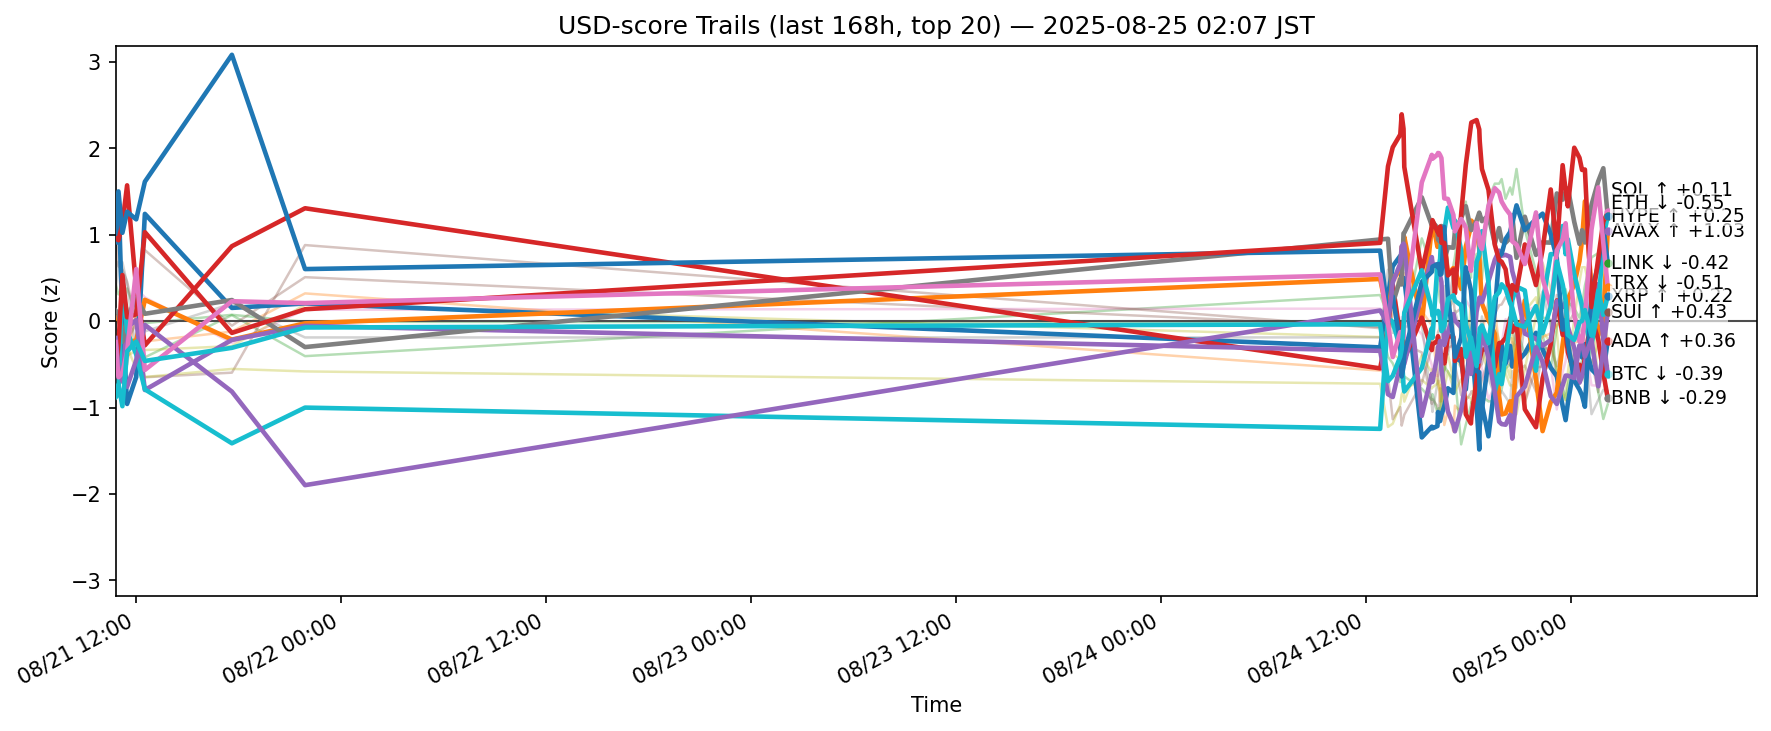 USD-score Trails (last 168h, top 20) — 2025-08-25 02:07 JST
Score (z)
3
2
1
0
−1
−2
−3
SOL ↑ +0.11
ETH ↓ -0.55
HYPE ↑ +0.25
AVAX ↑ +1.03
LINK ↓ -0.42
TRX ↓ -0.51
XRP ↑ +0.22
SUI ↑ +0.43
ADA ↑ +0.36
BTC ↓ -0.39
BNB ↓ -0.29
08/21 12:00
08/22 00:00
08/22 12:00
08/23 00:00
08/23 12:00
08/24 00:00
08/24 12:00
08/25 00:00
Time